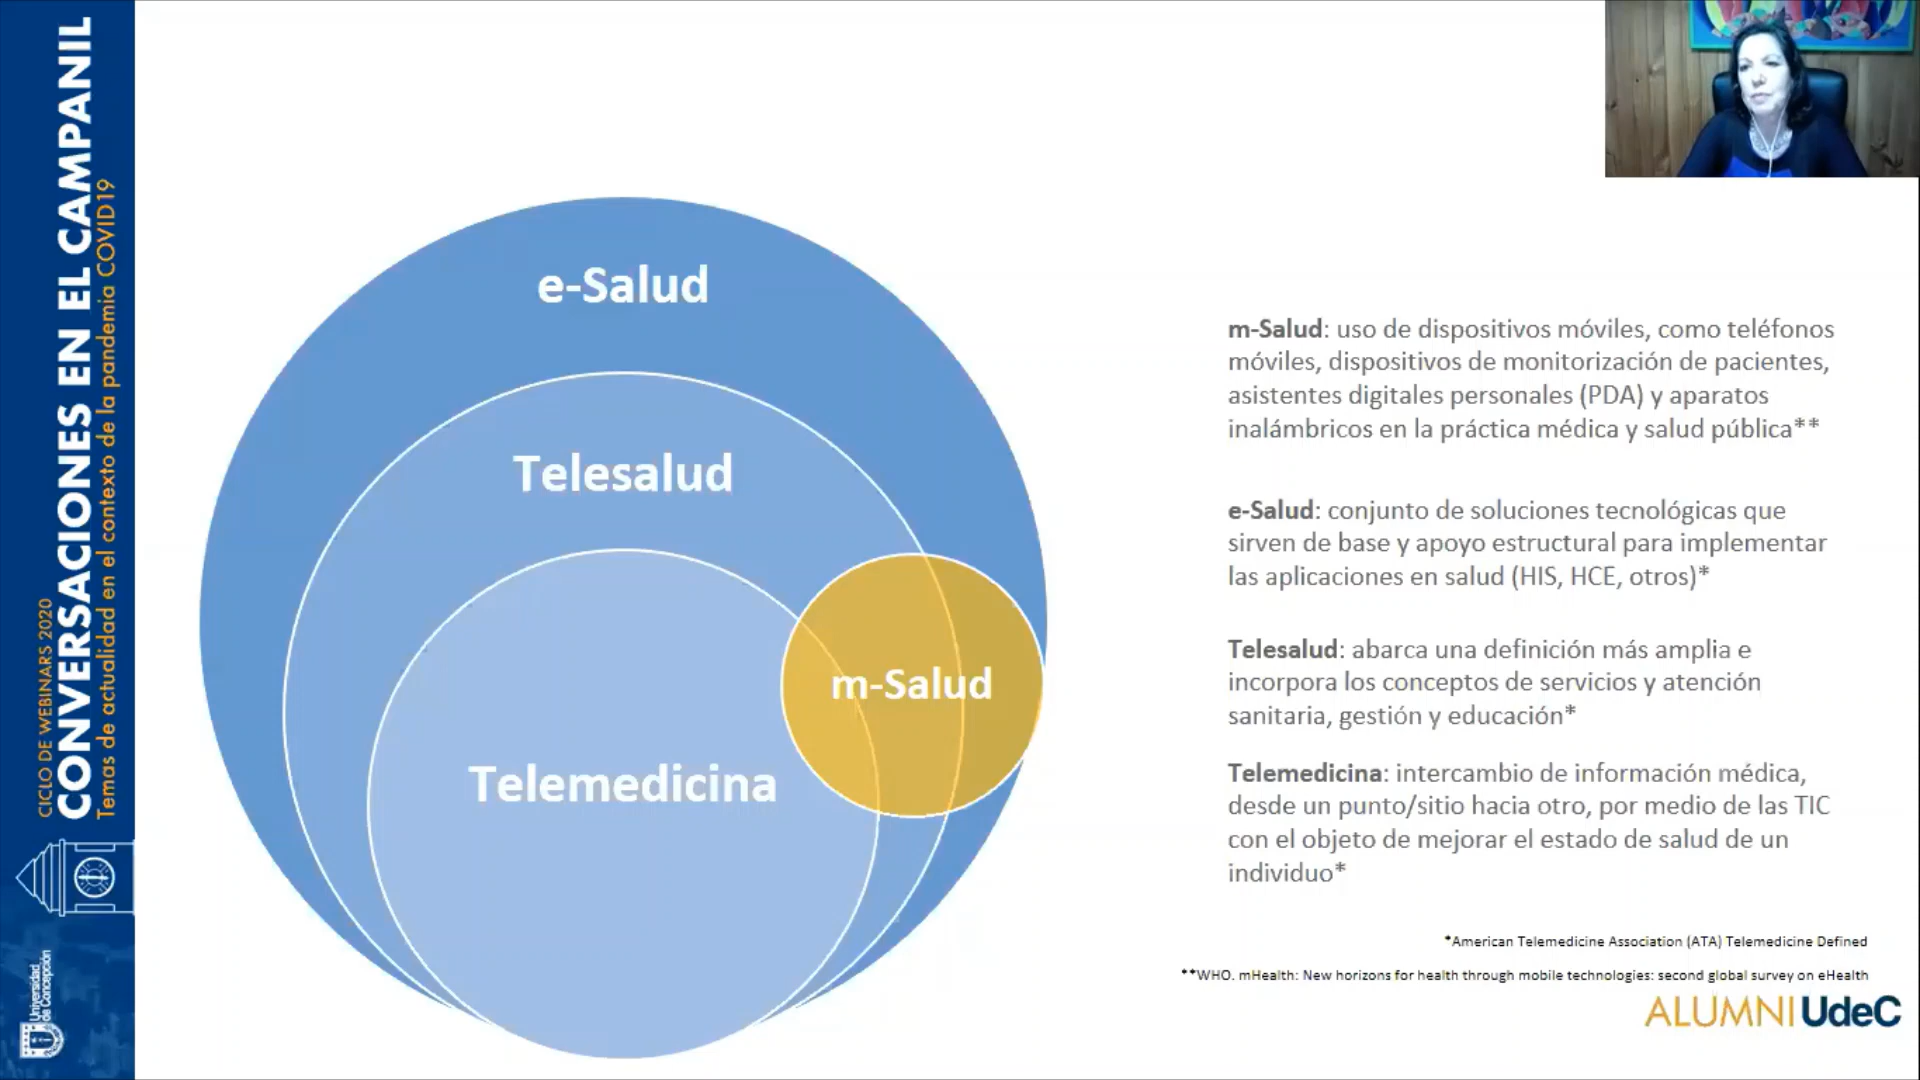 CICLO DE WEBINARS 2020
CONVERSACIONES EN EL CAMPANIL
Temas de actualidad en el contexto de la pandemia COVID19
Universidad
de Concepción
e-Salud
Telesalud
m-Salud
Telemedicina
m-Salud: uso de dispositivos móviles, como teléfonos
móviles, dispositivos de monitorización de pacientes,
asistentes digitales personales (PDA) y aparatos
inalámbricos en la práctica médica y salud pública**
e-Salud: conjunto de soluciones tecnológicas que
sirven de base y apoyo estructural para implementar
las aplicaciones en salud (HIS, HCE, otros)*
Telesalud: abarca una definición más amplia e
incorpora los conceptos de servicios y atención
sanitaria, gestión y educación*
Telemedicina: intercambio de información médica,
desde un punto/sitio hacia otro, por medio de las TIC
con el objeto de mejorar el estado de salud de un
individuo*
*American Telemedicine Association (ATA) Telemedicine Defined
**WHO. mHealth: New horizons for health through mobile technologies: second global survey on eHealth
ALUMNI UdeC